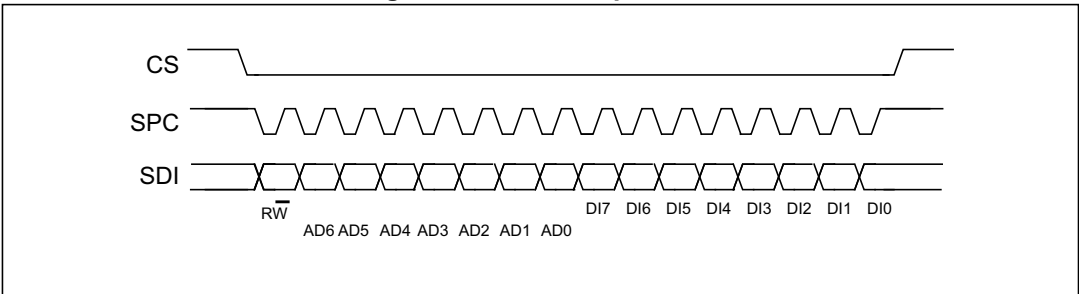 CS
SPC
SDI
RW
DI7 DI6 DI5 DI4 DI3 DI2 DI1 DI0
AD6 AD5 AD4 AD3 AD2 AD1 AD0